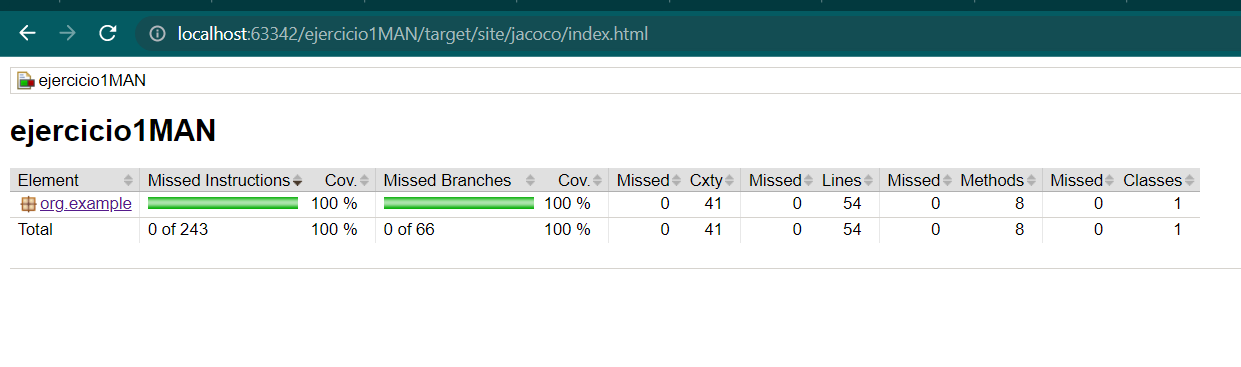 localhost:63342/ejercicio1MAN/target/site/jacoco/index.html
ejercicio1MAN
ejercicio1MAN
Element Missed Instructions Cov. Missed Branches Cov. Missed Cxty Missed Lines Missed Methods Missed Classes
org.example 100 % 100 % 0 41 0 54 0 8 0 1
Total 0 of 243 100 % 0 of 66 100 % 0 41 0 54 0 8 0 1